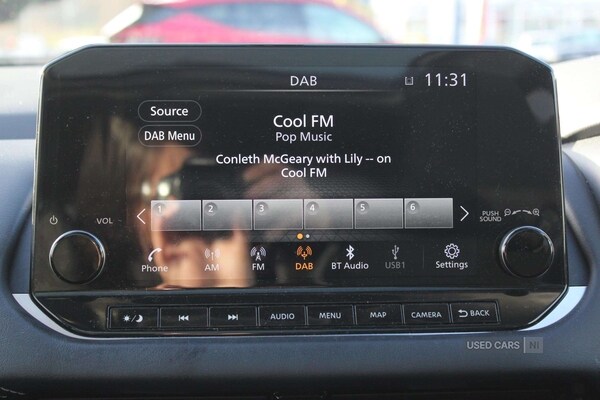 DAB 11:31
Source
Cool FM
DAB Menu
Pop Music
Conleth McGeary with Lily -- on
Cool FM
1 2 3 4 5 6
VOL
PUSH
SOUND
Phone AM FM DAB BT Audio USB1 Settings
AUDIO MENU MAP CAMERA BACK
USED CARS NI